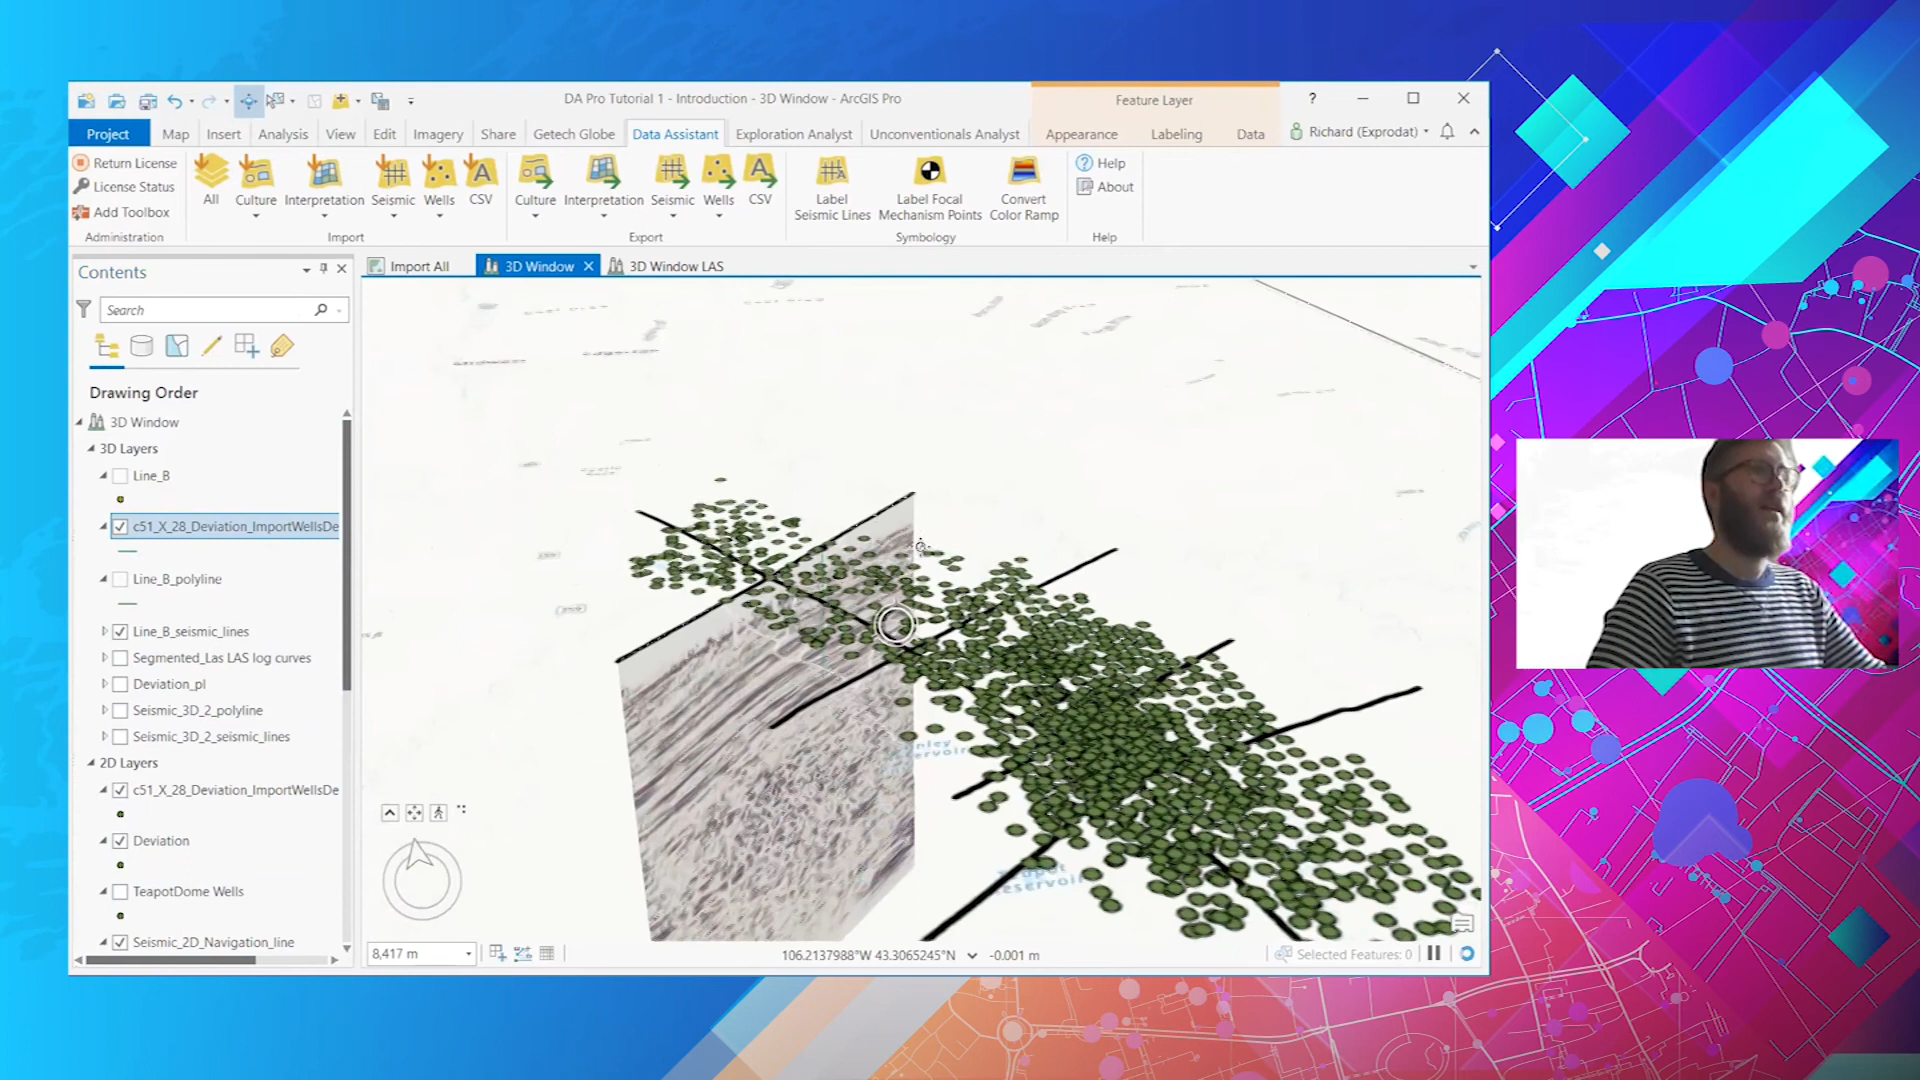 DA Pro Tutorial 1 - Introduction - 3D Window - ArcGIS Pro
Feature Layer
?
Project
Map
Insert
Analysis
View
Edit
Imagery
Share
Getech Globe
Data Assistant
Exploration Analyst
Unconventionals Analyst
Appearance
Labeling
Data
Richard (Exprodat)
Return License
License Status
Add Toolbox
Administration
All
Culture
Interpretation
Seismic
Wells
CSV
Import
Culture
Interpretation
Seismic
Wells
CSV
Export
Label
Seismic Lines
Label Focal
Mechanism Points
Convert
Color Ramp
Symbology
Help
About
Help
Contents
Search
Drawing Order
3D Window
3D Layers
Line_B
c51_X_28_Deviation_ImportWellsDe
Line_B_polyline
Line_B_seismic_lines
Segmented_Las LAS log curves
Deviation_pl
Seismic_3D_2_polyline
Seismic_3D_2_seismic_lines
2D Layers
c51_X_28_Deviation_ImportWellsDe
Deviation
TeapotDome Wells
Seismic_2D_Navigation_line
Import All
3D Window
3D Window LAS
8,417 m
106.2137988°W 43.3065245°N
-0.001 m
Selected Features: 0